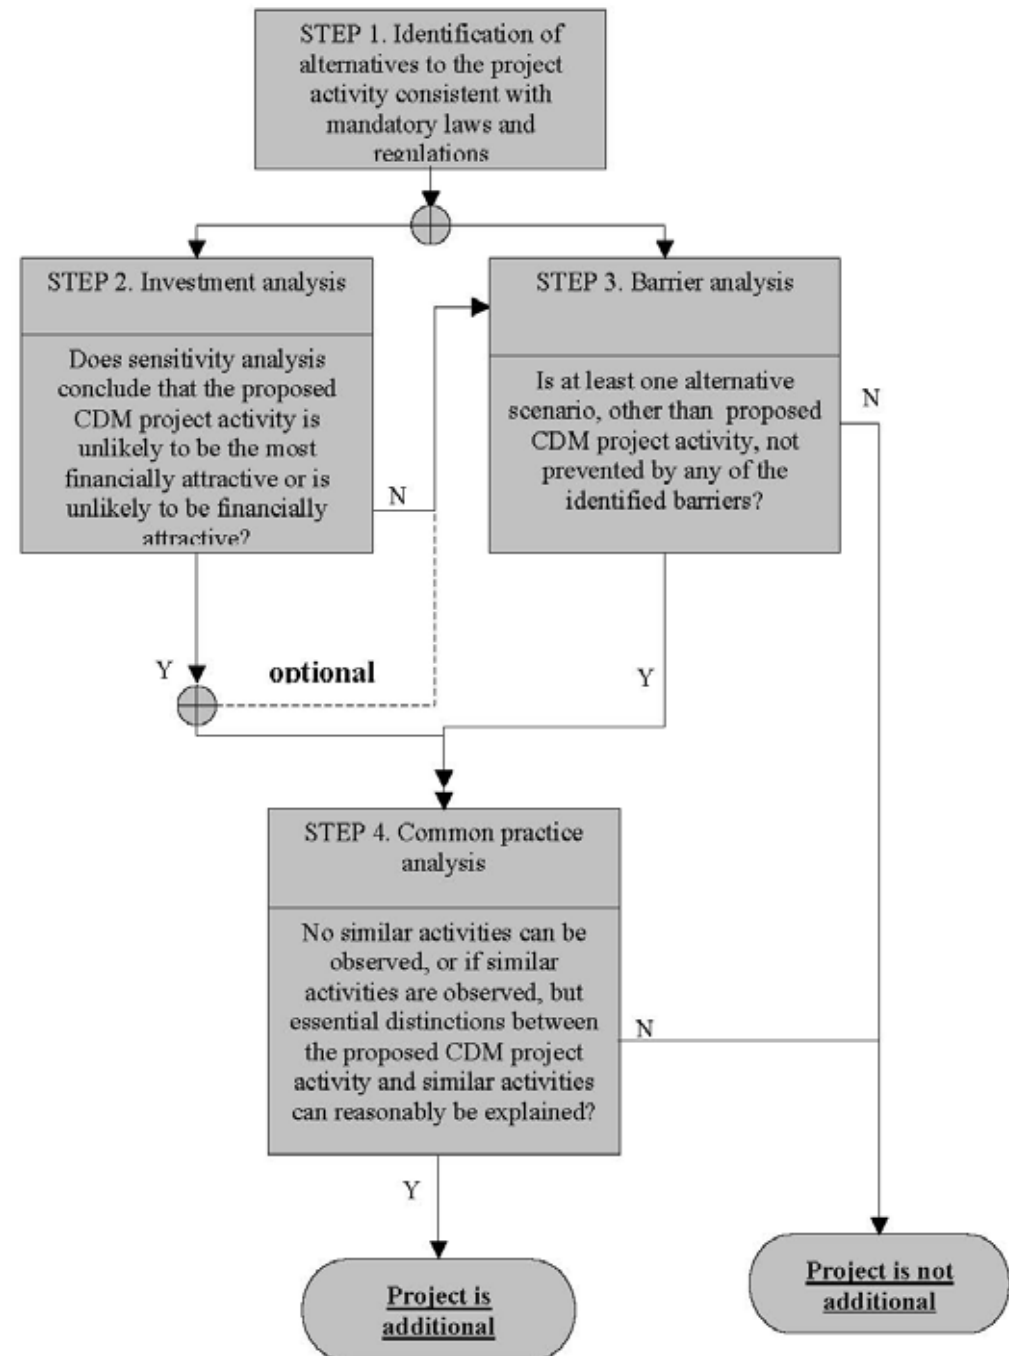 STEP 1. Identification of
alternatives to the project
activity consistent with
mandatory laws and
regulations
STEP 2. Investment analysis
Does sensitivity analysis
conclude that the proposed
CDM project activity is
unlikely to be the most
financially attractive or is
unlikely to be financially
attractive?
N
Y
optional
STEP 3. Barrier analysis
Is at least one alternative
scenario, other than proposed
CDM project activity, not
prevented by any of the
identified barriers?
N
Y
STEP 4. Common practice
analysis
No similar activities can be
observed, or if similar
activities are observed, but
essential distinctions between
the proposed CDM project
activity and similar activities
can reasonably be explained?
N
Y
Project is
additional
Project is not
additional